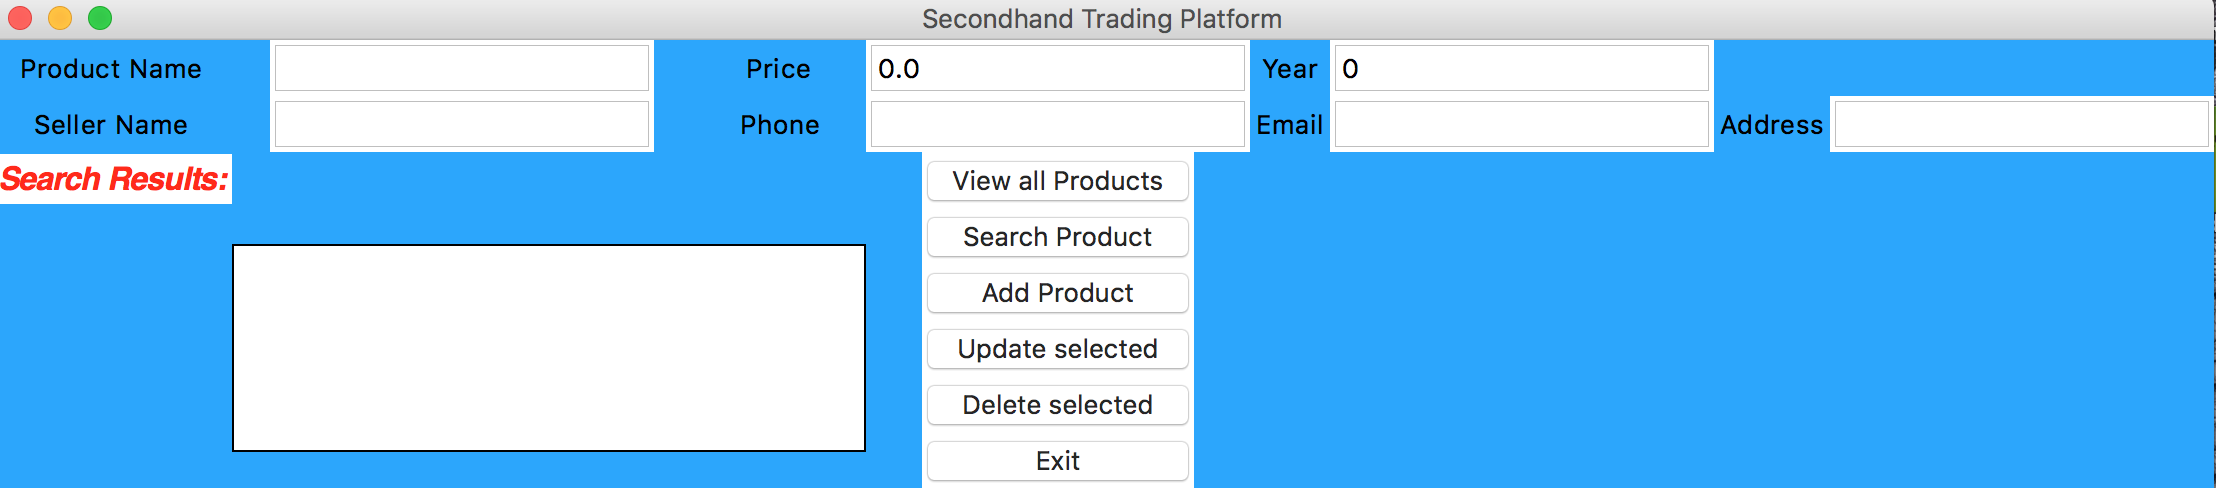 Secondhand Trading Platform
Product Name Price 0.0 Year 0
Seller Name Phone Email Address
Search Results:
View all Products
Search Product
Add Product
Update selected
Delete selected
Exit